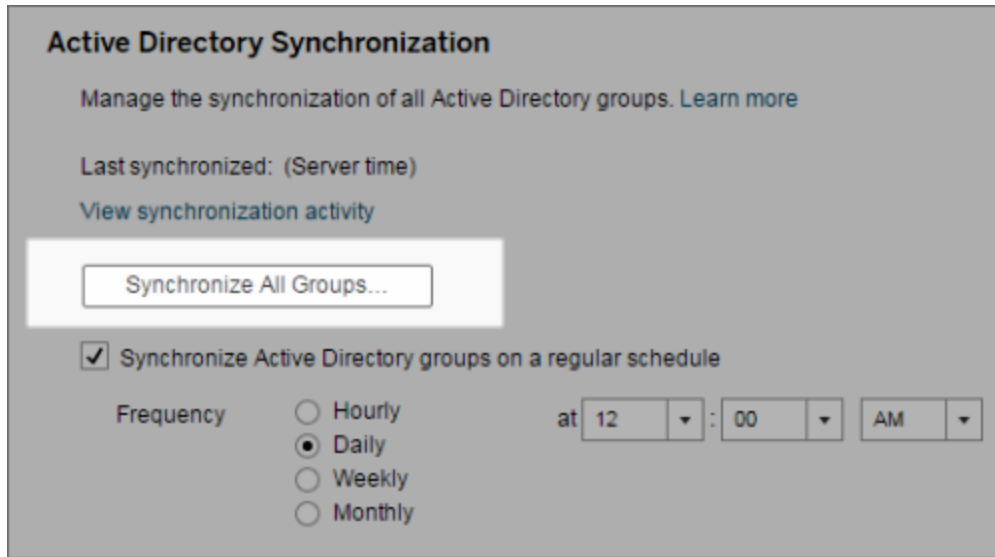 Active Directory Synchronization
Manage the synchronization of all Active Directory groups. Learn more
Last synchronized: (Server time)
View synchronization activity
Synchronize All Groups...
Synchronize Active Directory groups on a regular schedule
Frequency Hourly at 12 : 00 AM
Daily
Weekly
Monthly